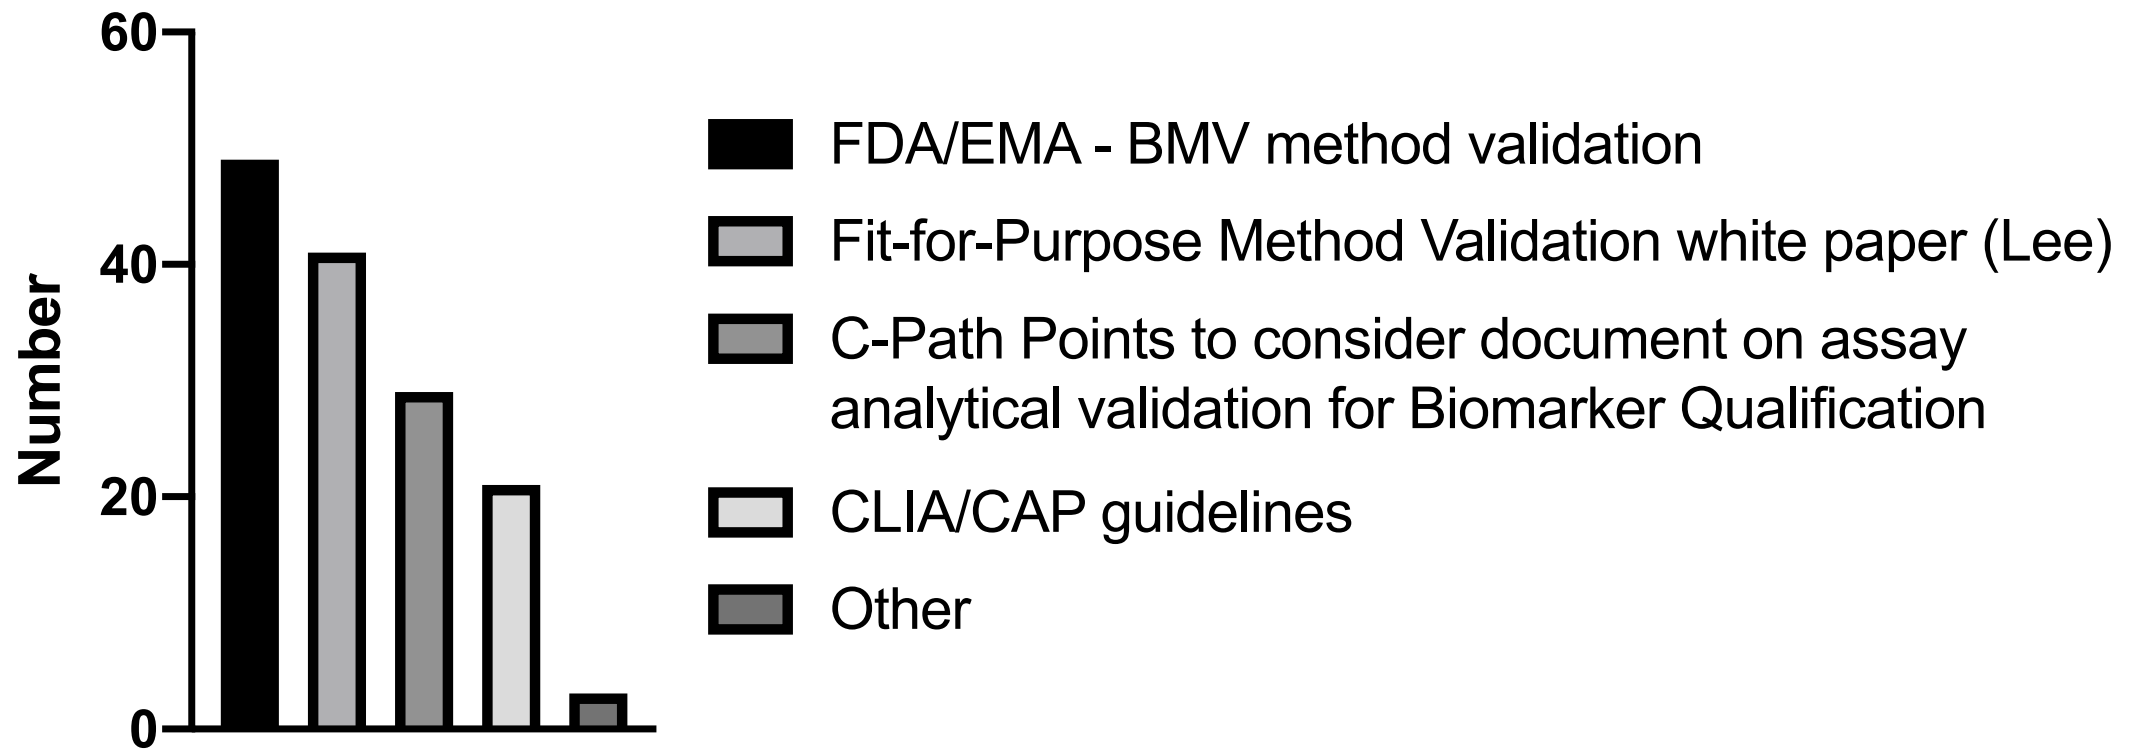 60
40
20
0
Number
FDA/EMA - BMV method validation
Fit-for-Purpose Method Validation white paper (Lee)
C-Path Points to consider document on assay
analytical validation for Biomarker Qualification
CLIA/CAP guidelines
Other